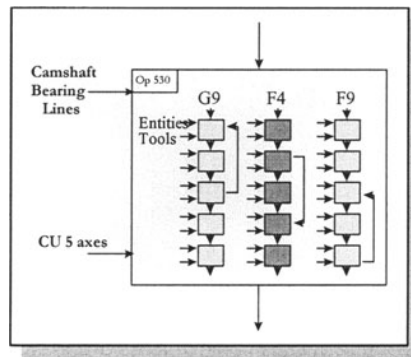 Op 530
Camshaft
Bearing
Lines
G9 F4 F9
Entities
Tools
CU 5 axes